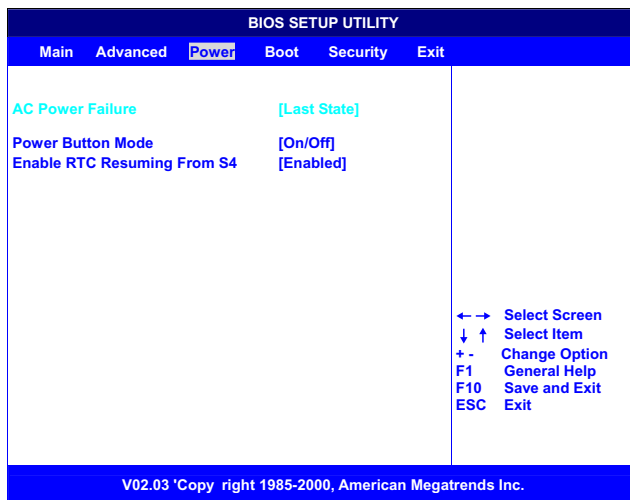 BIOS SETUP UTILITY
Main Advanced Power Boot Security Exit
AC Power Failure [Last State]
Power Button Mode [On/Off]
Enable RTC Resuming From S4 [Enabled]
←→ Select Screen
↓ ↑ Select Item
+ - Change Option
F1 General Help
F10 Save and Exit
ESC Exit
V02.03 'Copy right 1985-2000, American Megatrends Inc.